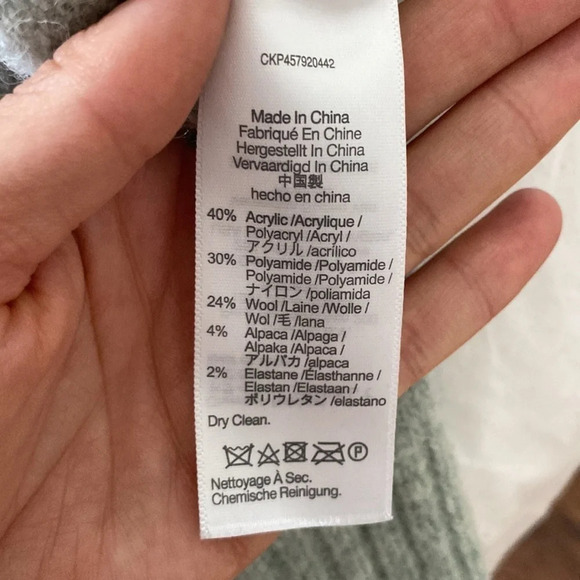 CKP457920442
Made In China
Fabriqué En Chine
Hergestellt In China
Vervaardigd In China
中国製
hecho en china
40% Acrylic /Acrylique /
Polyacryl /Acryl /
アクリル /acrílico
30% Polyamide /Polyamide /
Polyamide /Polyamide /
ナイロン /poliamida
24% Wool /Laine /Wolle /
Wol /毛 /lana
4% Alpaca /Alpaga /
Alpaka /Alpaca /
アルパカ /alpaca
2% Elastane /Élasthanne /
Elastan /Elastaan /
ポリウレタン /elastano
Dry Clean.
P
Nettoyage À Sec.
Chemische Reinigung.